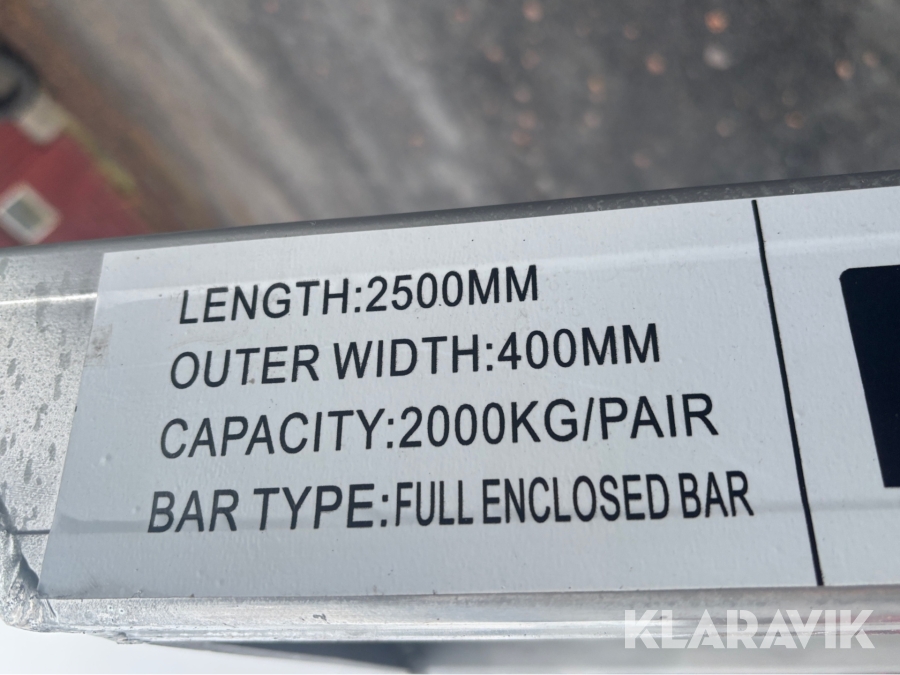 LENGTH:2500MM
OUTER WIDTH:400MM
CAPACITY:2000KG/PAIR
BAR TYPE:FULL ENCLOSED BAR
KLARAVIK